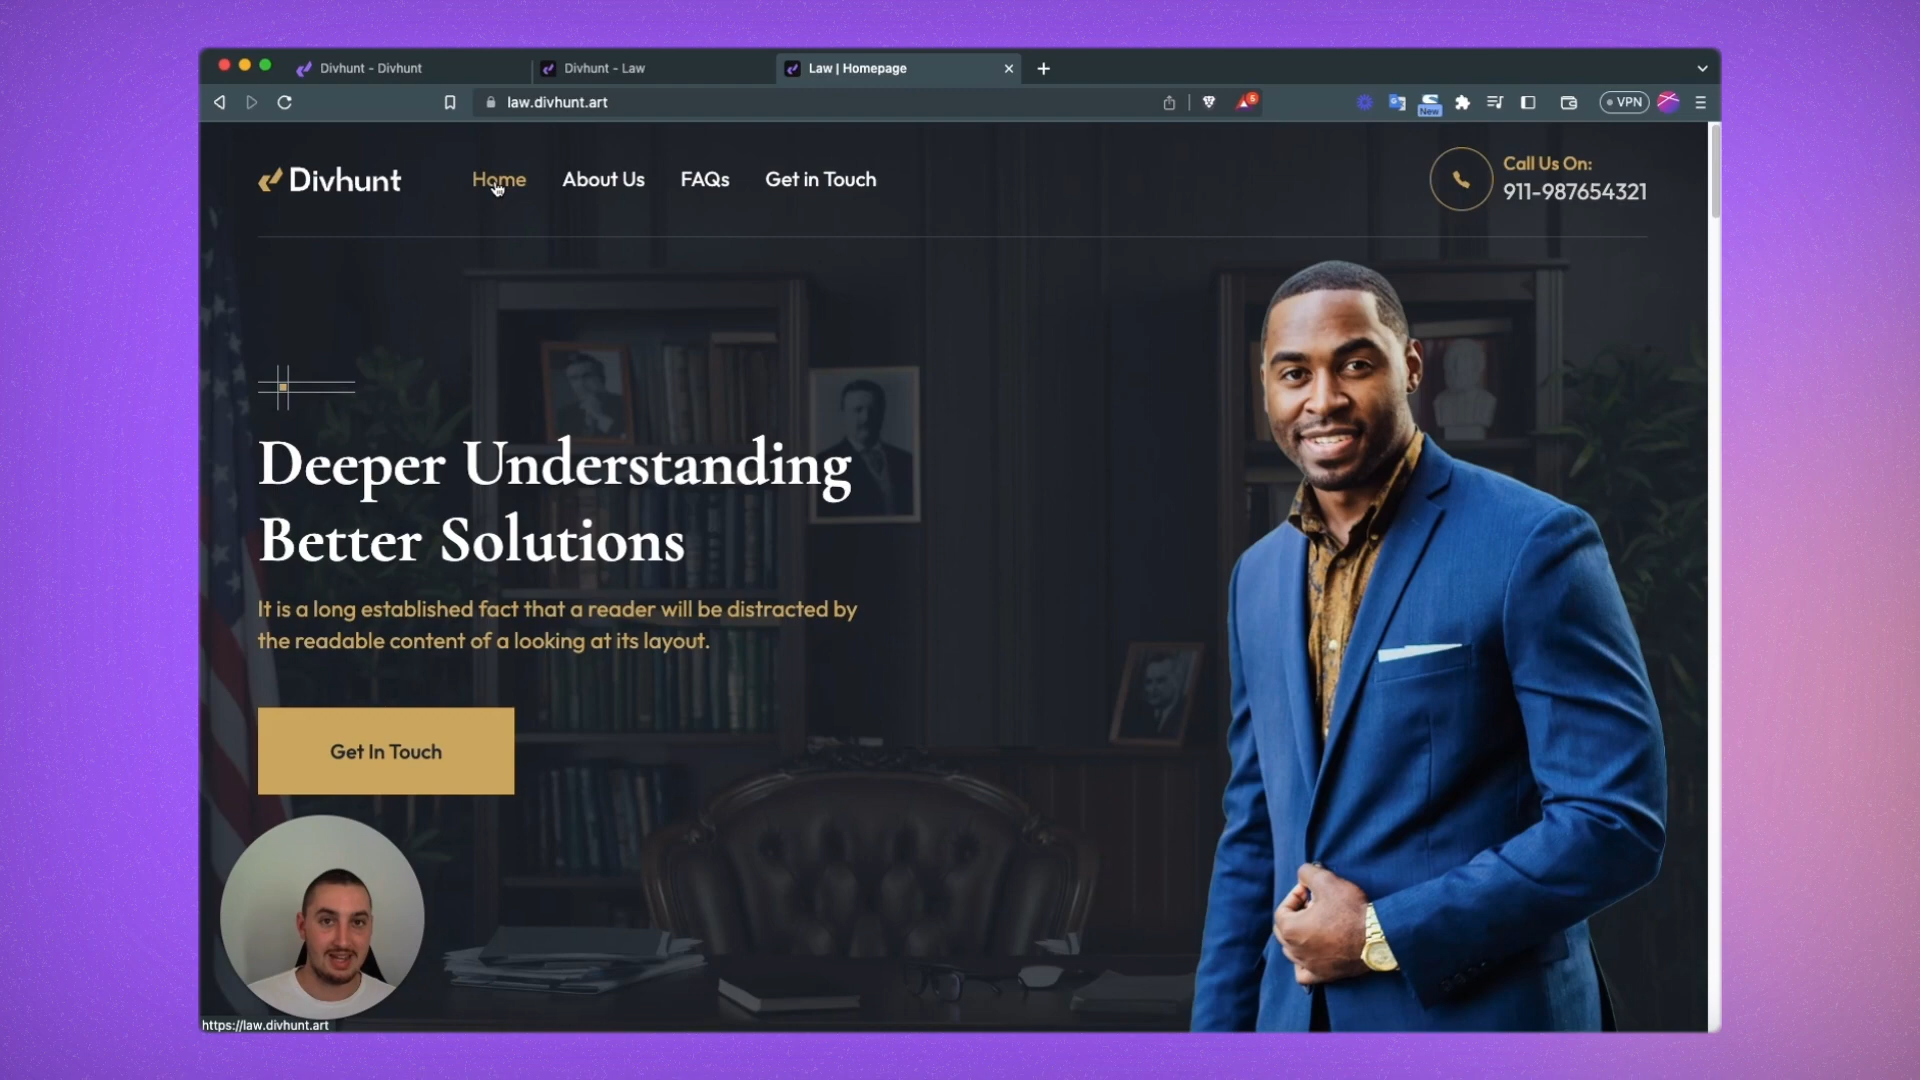 Divhunt - Divhunt
Divhunt - Law
Law | Homepage
law.divhunt.art
5
New
VPN
Divhunt
Home
About Us
FAQs
Get in Touch
Call Us On:
911-987654321
Deeper Understanding
Better Solutions
It is a long established fact that a reader will be distracted by
the readable content of a looking at its layout.
Get In Touch
https://law.divhunt.art